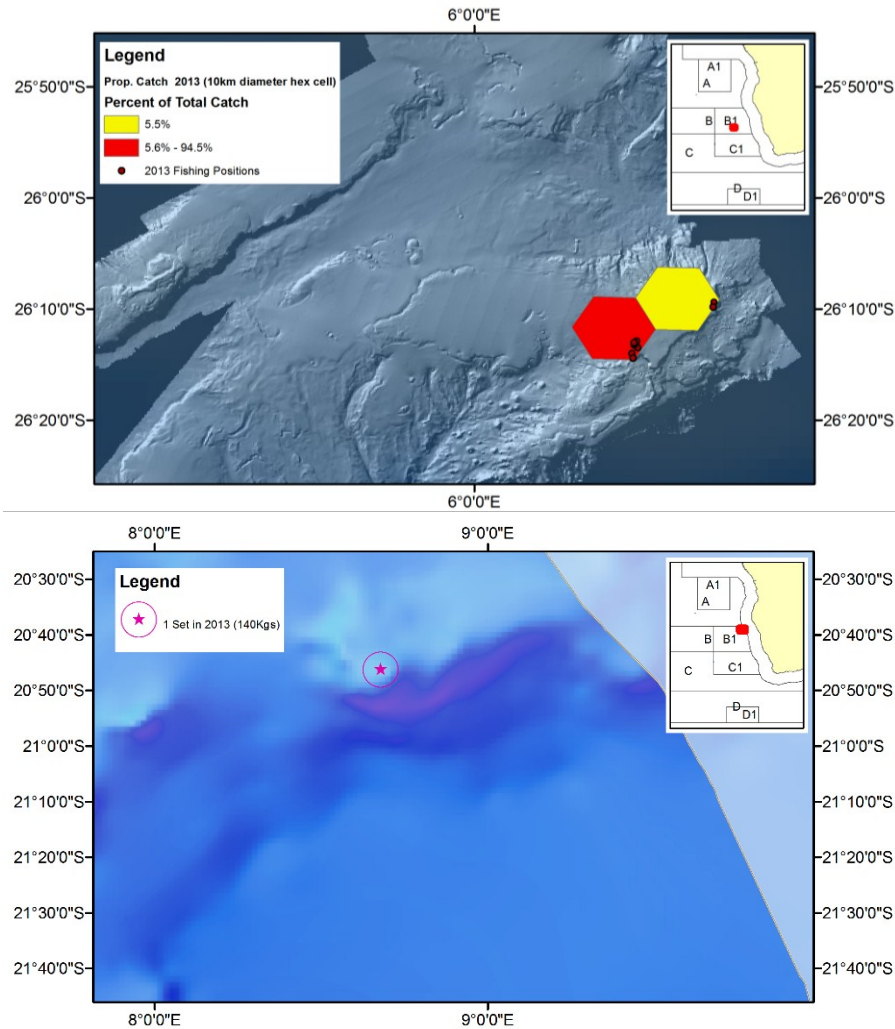 6°0'0"E
Legend
Prop. Catch 2013 (10km diameter hex cell)
Percent of Total Catch
5.5%
5.6% - 94.5%
2013 Fishing Positions
A1
A
B B1
C C1
D
D1
25°50'0"S 25°50'0"S
26°0'0"S 26°0'0"S
26°10'0"S 26°10'0"S
26°20'0"S 26°20'0"S
6°0'0"E
8°0'0"E 9°0'0"E
Legend
1 Set in 2013 (140Kgs)
A1
A
B B1
C C1
D
D1
20°30'0"S 20°30'0"S
20°40'0"S 20°40'0"S
20°50'0"S 20°50'0"S
21°0'0"S 21°0'0"S
21°10'0"S 21°10'0"S
21°20'0"S 21°20'0"S
21°30'0"S 21°30'0"S
21°40'0"S 21°40'0"S
8°0'0"E 9°0'0"E